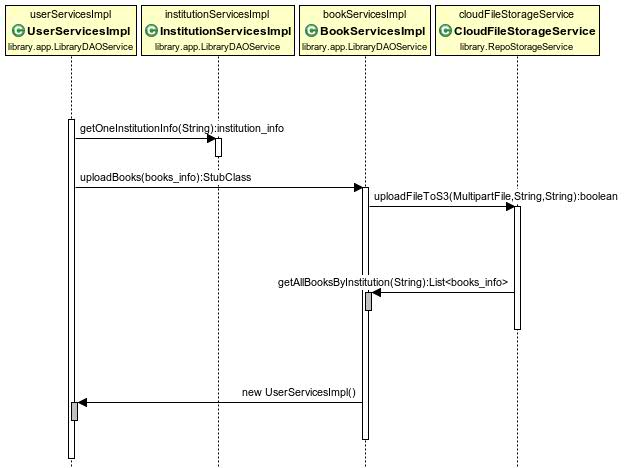 userServicesImpl
C UserServicesImpl
library.app.LibraryDAOService
institutionServicesImpl
C InstitutionServicesImpl
library.app.LibraryDAOService
bookServicesImpl
C BookServicesImpl
library.app.LibraryDAOService
cloudFileStorageService
C CloudFileStorageService
library.RepoStorageService
getOneInstitutionInfo(String):institution_info
uploadBooks(books_info):StubClass
uploadFileToS3(MultipartFile,String,String):boolean
getAllBooksByInstitution(String):List<books_info>
new UserServicesImpl()